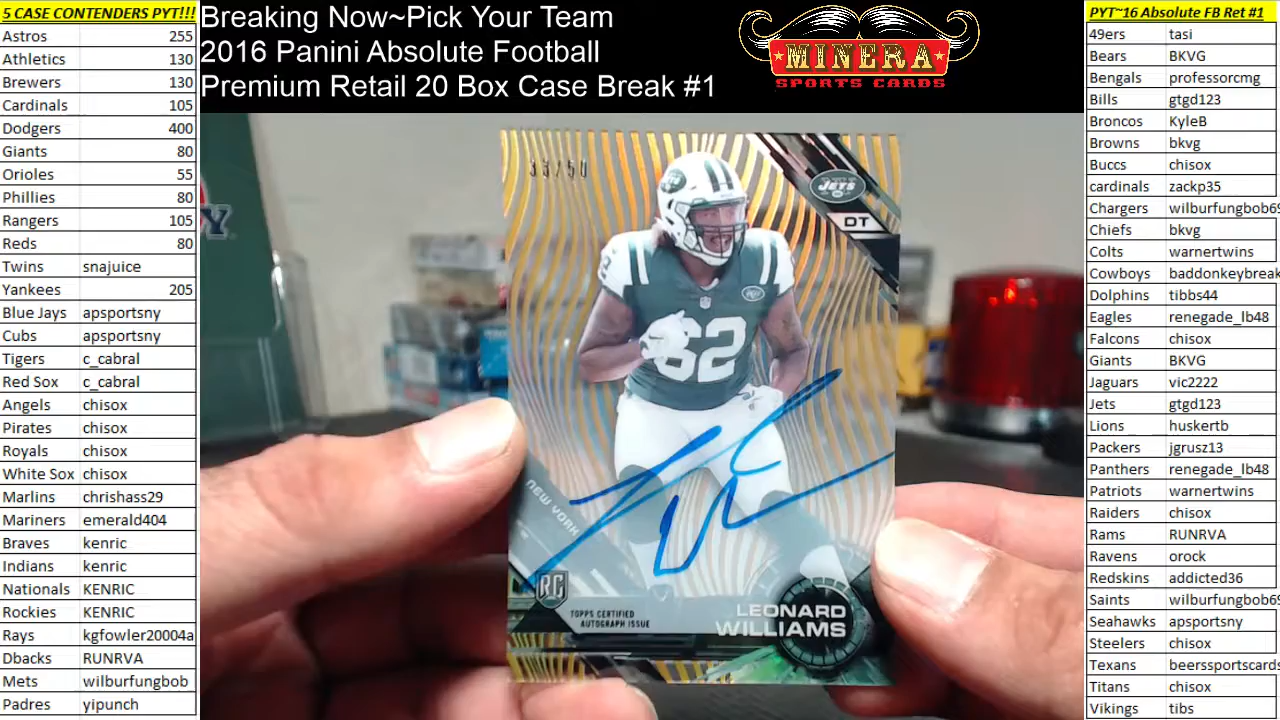 5 CASE CONTENDERS PYT!!!
Astros 255
Athletics 130
Brewers 130
Cardinals 105
Dodgers 400
Giants 80
Orioles 55
Phillies 80
Rangers 105
Reds 80
Twins snajuice
Yankees 205
Blue Jays apsportsny
Cubs apsportsny
Tigers c_cabral
Red Sox c_cabral
Angels chisox
Pirates chisox
Royals chisox
White Sox chisox
Marlins chrishass29
Mariners emerald404
Braves kenric
Indians kenric
Nationals KENRIC
Rockies KENRIC
Rays kgfowler20004a
Dbacks RUNRVA
Mets wilburfungbob
Padres yipunch
Breaking Now~Pick Your Team
2016 Panini Absolute Football
Premium Retail 20 Box Case Break #1
MINERA
SPORTS CARDS
33/50
JETS
DT
62
NEW YORK
RC
TOPPS CERTIFIED
AUTOGRAPH ISSUE
LEONARD
WILLIAMS
PYT~16 Absolute FB Ret #1
49ers tasi
Bears BKVG
Bengals professorcmg
Bills gtgd123
Broncos KyleB
Browns bkvg
Buccs chisox
cardinals zackp35
Chargers wilburfungbob69
Chiefs bkvg
Colts warnertwins
Cowboys baddonkeybreak
Dolphins tibbs44
Eagles renegade_lb48
Falcons chisox
Giants BKVG
Jaguars vic2222
Jets gtgd123
Lions huskertb
Packers jgrusz13
Panthers renegade_lb48
Patriots warnertwins
Raiders chisox
Rams RUNRVA
Ravens orock
Redskins addicted36
Saints wilburfungbob69
Seahawks apsportsny
Steelers chisox
Texans beerssportscards
Titans chisox
Vikings tibs